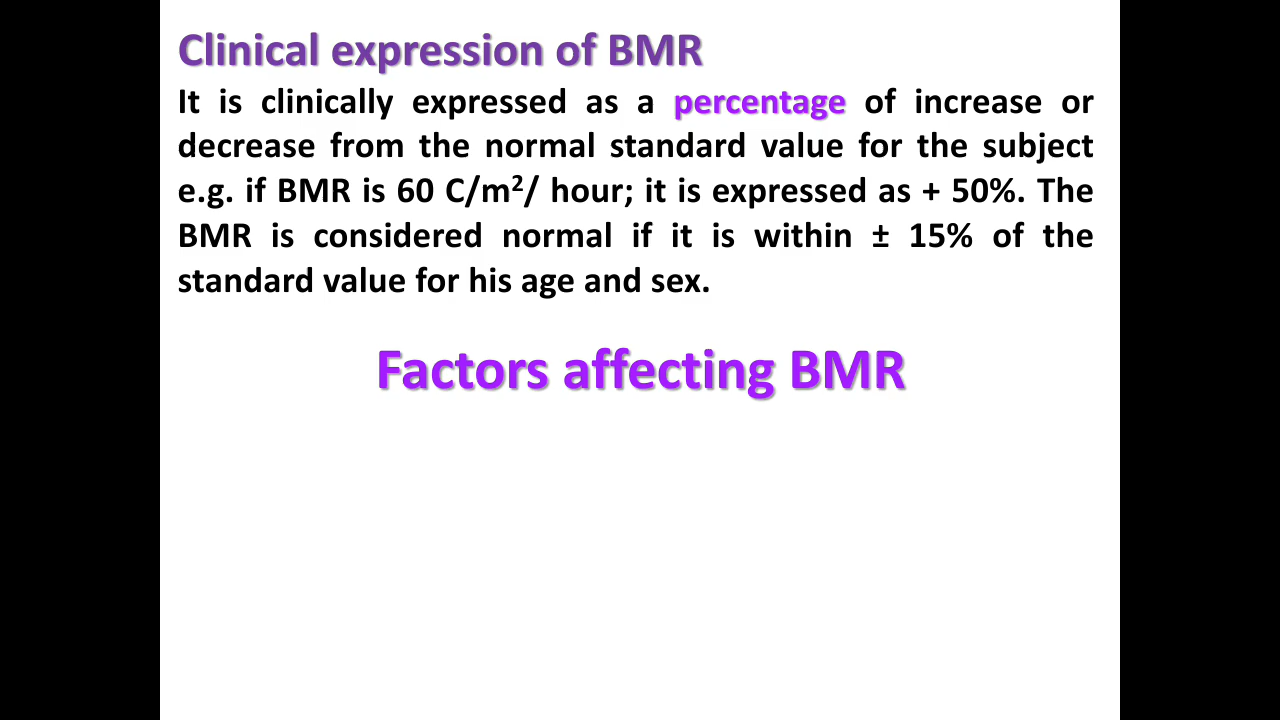 Clinical expression of BMR
It is clinically expressed as a percentage of increase or
decrease from the normal standard value for the subject
e.g. if BMR is 60 C/m²/ hour; it is expressed as + 50%. The
BMR is considered normal if it is within ± 15% of the
standard value for his age and sex.
Factors affecting BMR